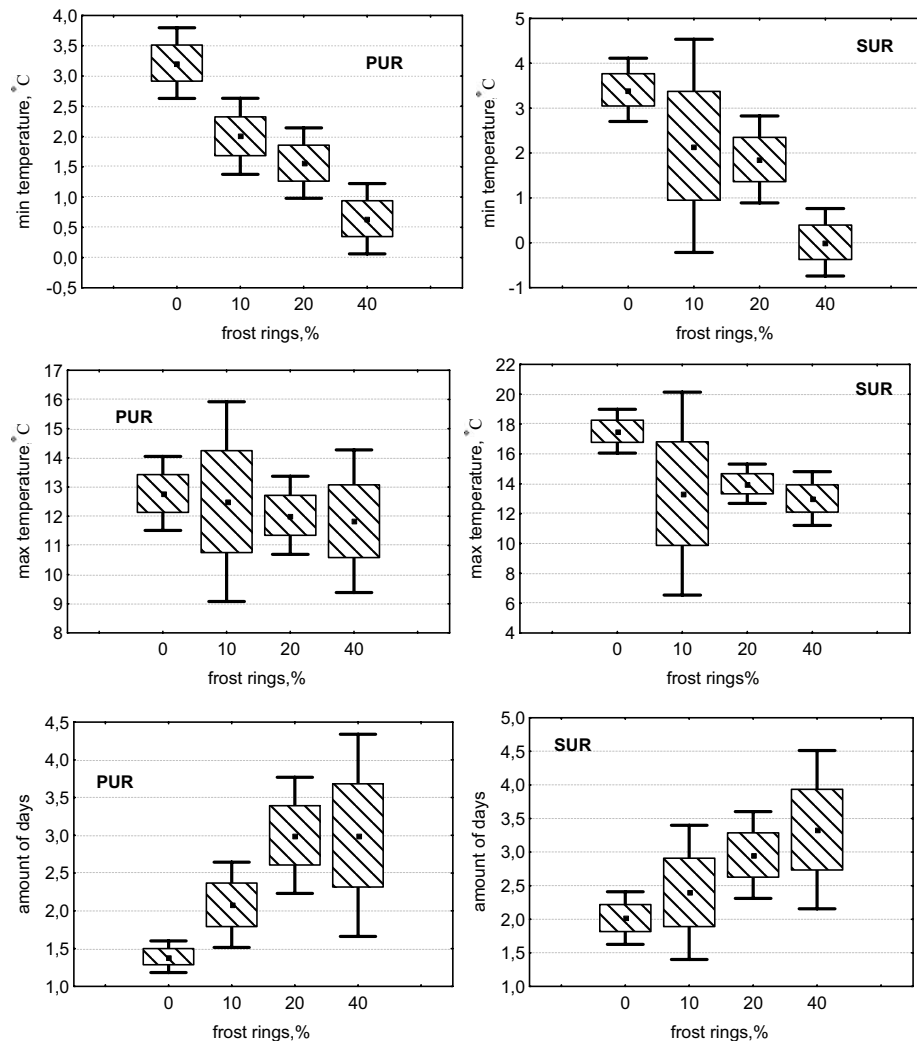 4,0
3,5
3,0
2,5
2,0
1,5
1,0
0,5
0,0
-0,5
min temperature, °C
PUR
0 10 20 40
frost rings,%
5
4
3
2
1
0
-1
min temperature, °C
SUR
0 10 20 40
frost rings,%
17
16
15
14
13
12
11
10
9
8
max temperature, °C
PUR
0 10 20 40
frost rings,%
22
20
18
16
14
12
10
8
6
4
max temperature, °C
SUR
0 10 20 40
frost rings%
4,5
4,0
3,5
3,0
2,5
2,0
1,5
1,0
amount of days
PUR
0 10 20 40
frost rings,%
5,0
4,5
4,0
3,5
3,0
2,5
2,0
1,5
1,0
amount of days
SUR
0 10 20 40
frost rings,%